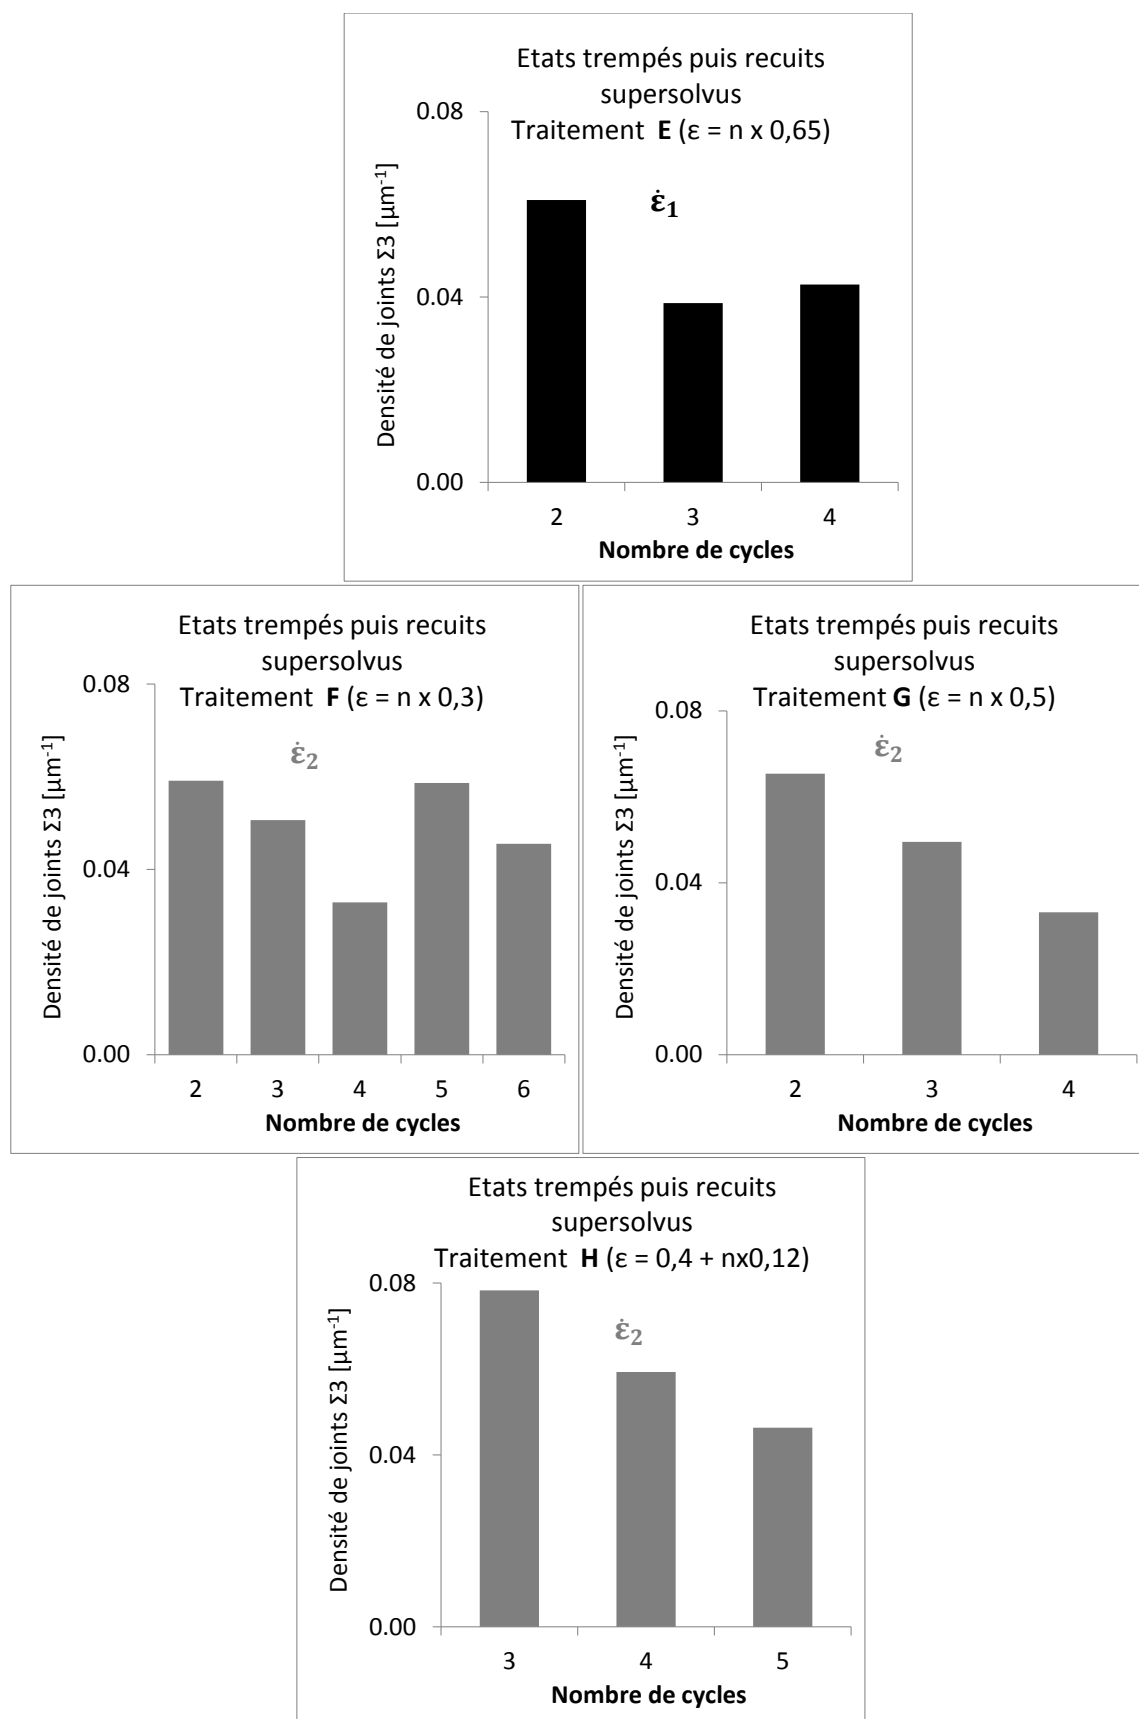 Etats trempés puis recuits
supersolvus
Traitement E (ε = n x 0,65)
0.08
ε̇₁
0.04
0.00
Densité de joints Σ3 [µm⁻¹]
2 3 4
Nombre de cycles
Etats trempés puis recuits
supersolvus
Traitement F (ε = n x 0,3)
0.08
ε̇₂
0.04
0.00
Densité de joints Σ3 [µm⁻¹]
2 3 4 5 6
Nombre de cycles
Etats trempés puis recuits
supersolvus
Traitement G (ε = n x 0,5)
0.08
ε̇₂
0.04
0.00
Densité de joints Σ3 [µm⁻¹]
2 3 4
Nombre de cycles
Etats trempés puis recuits
supersolvus
Traitement H (ε = 0,4 + nx0,12)
0.08
ε̇₂
0.04
0.00
Densité de joints Σ3 [µm⁻¹]
3 4 5
Nombre de cycles